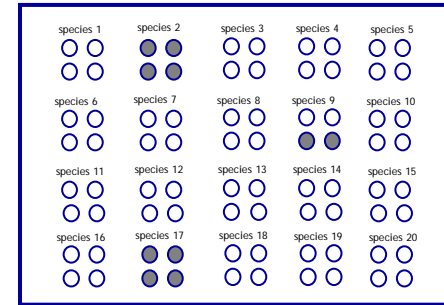 species 1 species 2 species 3 species 4 species 5
species 6 species 7 species 8 species 9 species 10
species 11 species 12 species 13 species 14 species 15
species 16 species 17 species 18 species 19 species 20